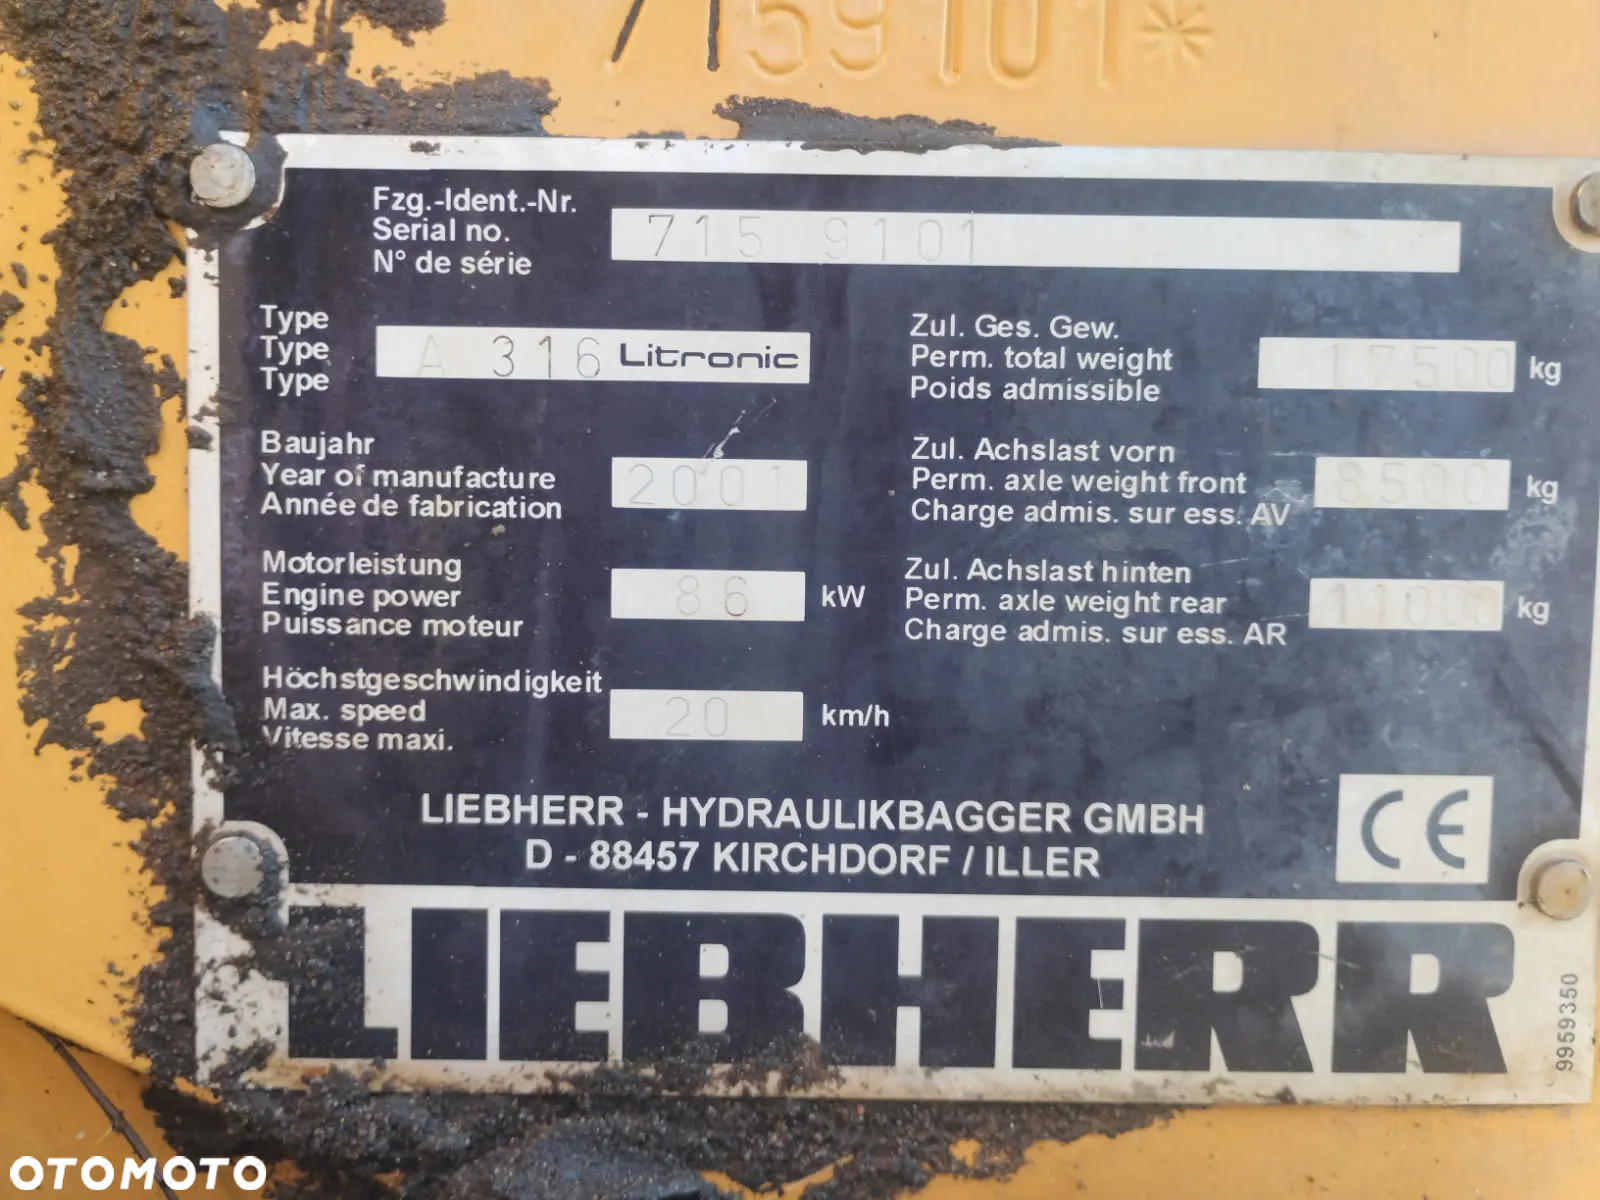 7159101*
Fzg.-Ident.-Nr.
Serial no.
N° de série
715 9101
Type
Type
Type
A 316 Litronic
Baujahr
Year of manufacture
Année de fabrication
2001
Motorleistung
Engine power
Puissance moteur
86 kW
Höchstgeschwindigkeit
Max. speed
Vitesse maxi.
20 km/h
Zul. Ges. Gew.
Perm. total weight
Poids admissible
17500 kg
Zul. Achslast vorn
Perm. axle weight front
Charge admis. sur ess. AV
8500 kg
Zul. Achslast hinten
Perm. axle weight rear
Charge admis. sur ess. AR
11000 kg
LIEBHERR - HYDRAULIKBAGGER GMBH
D - 88457 KIRCHDORF / ILLER
CE
LIEBHERR
9959350
OTOMOTO